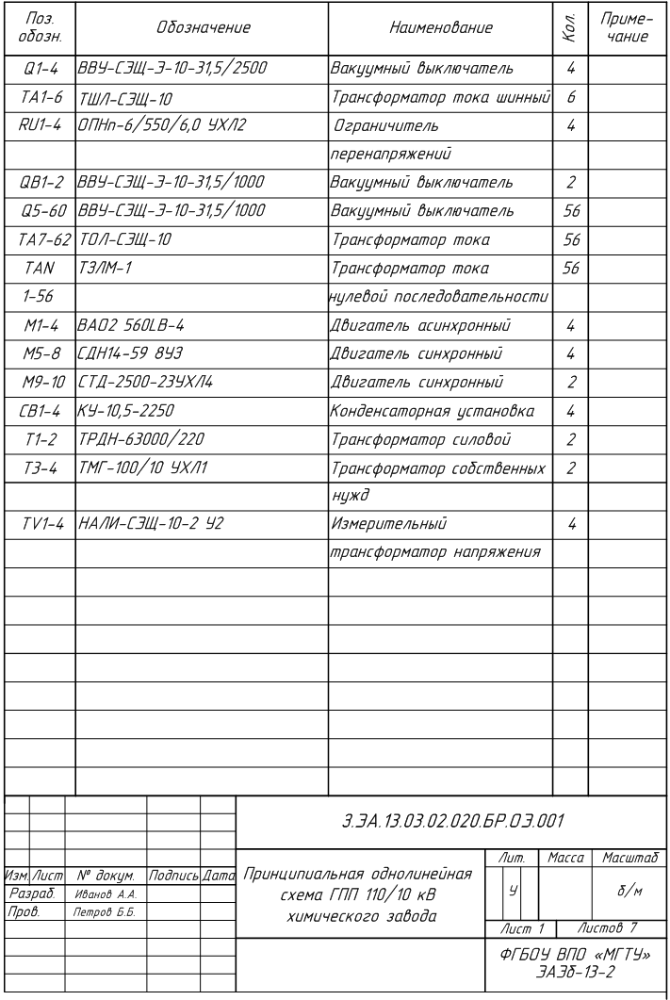 Поз. обозн. Обозначение Наименование Кол. Приме-чание
Q1-4 ВВУ-СЭЩ-Э-10-31,5/2500 Вакуумный выключатель 4
TA1-6 ТШЛ-СЭЩ-10 Трансформатор тока шинный 6
RU1-4 ОПНп-6/550/6,0 УХЛ2 Ограничитель 4
перенапряжений
QB1-2 ВВУ-СЭЩ-Э-10-31,5/1000 Вакуумный выключатель 2
Q5-60 ВВУ-СЭЩ-Э-10-31,5/1000 Вакуумный выключатель 56
TA7-62 ТОЛ-СЭЩ-10 Трансформатор тока 56
TAN ТЗЛМ-1 Трансформатор тока 56
1-56 нулевой последовательности
M1-4 ВАО2 560LB-4 Двигатель асинхронный 4
M5-8 СДН14-59 8У3 Двигатель синхронный 4
M9-10 СТД-2500-23УХЛ4 Двигатель синхронный 2
CB1-4 КУ-10,5-2250 Конденсаторная установка 4
T1-2 ТРДН-63000/220 Трансформатор силовой 2
T3-4 ТМГ-100/10 УХЛ1 Трансформатор собственных 2
нужд
TV1-4 НАЛИ-СЭЩ-10-2 У2 Измерительный 4
трансформатор напряжения
3.ЭА.13.03.02.020.БР.ОЭ.001
Изм. Лист № докум. Подпись Дата
Разраб. Иванов А.А.
Пров. Петров Б.Б.
Принципиальная однолинейная
схема ГПП 110/10 кВ
химического завода
Лит. Масса Масштаб
У б/м
Лист 1 Листов 7
ФГБОУ ВПО «МГТУ»
ЭАЭб-13-2